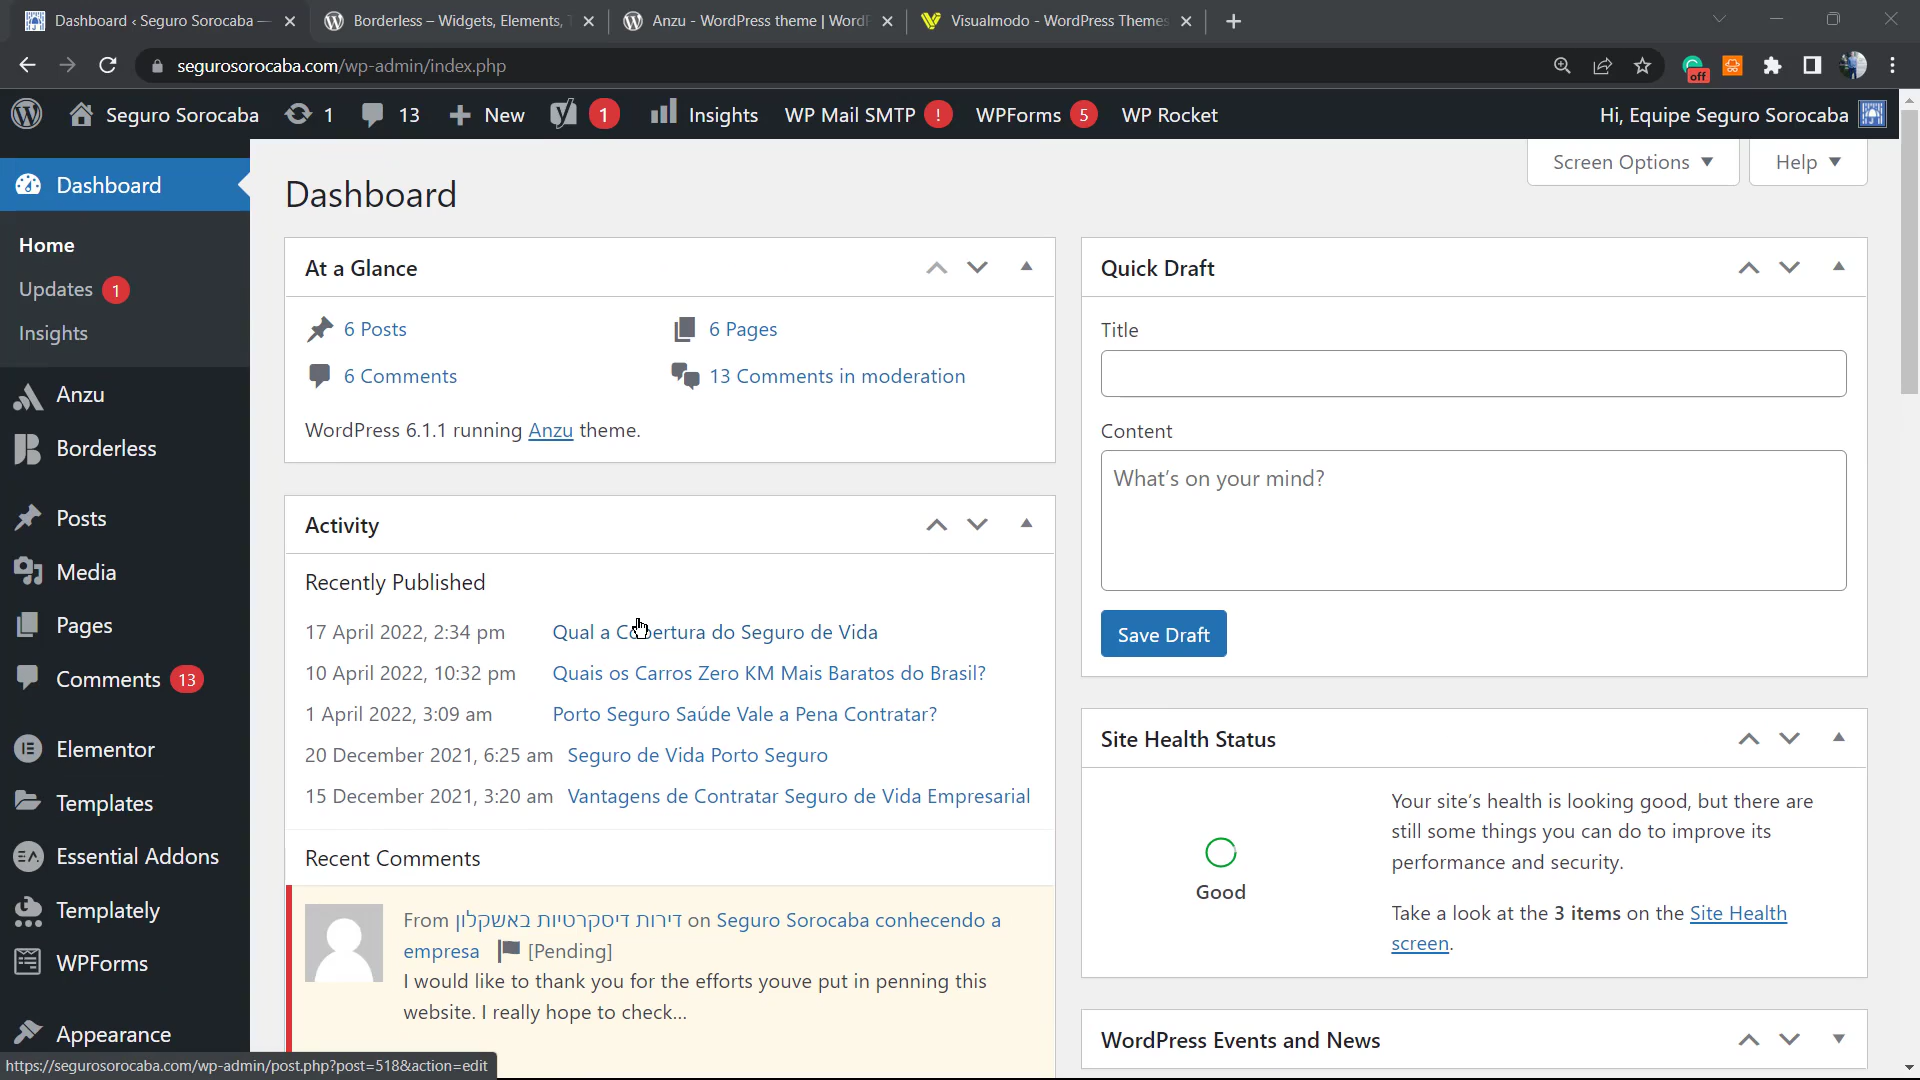 Dashboard ‹ Seguro Sorocaba —
Borderless – Widgets, Elements,
Anzu - WordPress theme | Word
Visualmodo - WordPress Themes
segurosorocaba.com/wp-admin/index.php
off
Seguro Sorocaba
1
13
New
1
Insights
WP Mail SMTP !
WPForms 5
WP Rocket
Hi, Equipe Seguro Sorocaba
Dashboard
Home
Updates 1
Insights
Anzu
Borderless
Posts
Media
Pages
Comments 13
Elementor
Templates
Essential Addons
Templately
WPForms
Appearance
Screen Options
Help
Dashboard
At a Glance
6 Posts
6 Pages
6 Comments
13 Comments in moderation
WordPress 6.1.1 running Anzu theme.
Activity
Recently Published
17 April 2022, 2:34 pm Qual a Cobertura do Seguro de Vida
10 April 2022, 10:32 pm Quais os Carros Zero KM Mais Baratos do Brasil?
1 April 2022, 3:09 am Porto Seguro Saúde Vale a Pena Contratar?
20 December 2021, 6:25 am Seguro de Vida Porto Seguro
15 December 2021, 3:20 am Vantagens de Contratar Seguro de Vida Empresarial
Recent Comments
From דירות דיסקרטיות באשקלון on Seguro Sorocaba conhecendo a
empresa [Pending]
I would like to thank you for the efforts youve put in penning this
website. I really hope to check...
Quick Draft
Title
Content
What's on your mind?
Save Draft
Site Health Status
Good
Your site's health is looking good, but there are
still some things you can do to improve its
performance and security.
Take a look at the 3 items on the Site Health
screen.
WordPress Events and News
https://segurosorocaba.com/wp-admin/post.php?post=518&action=edit